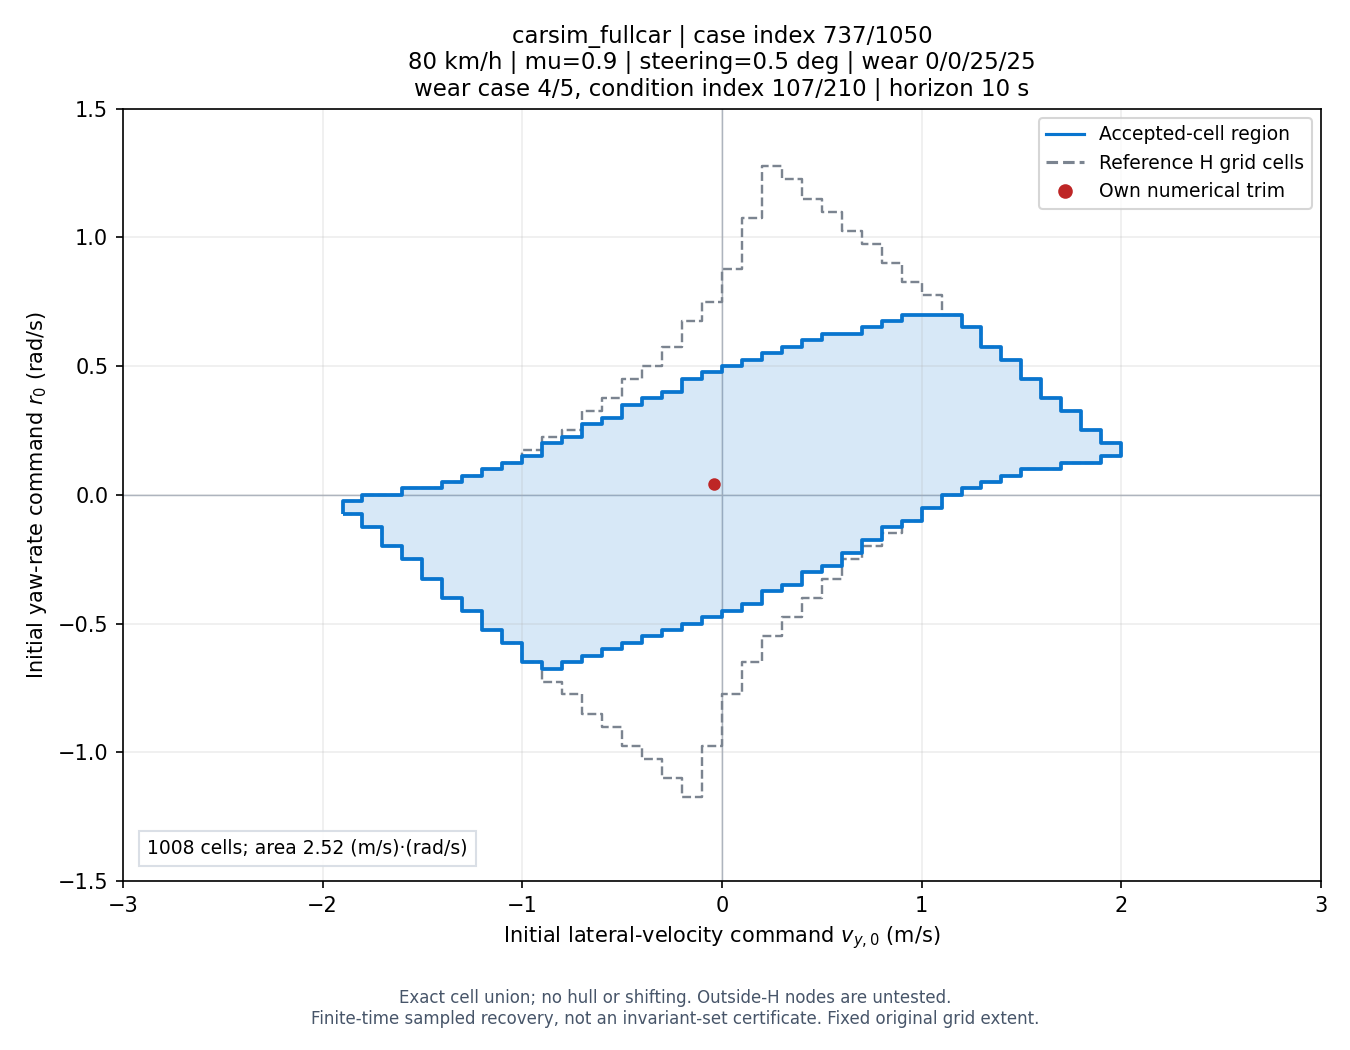 carsim_fullcar | case index 737/1050
80 km/h | mu=0.9 | steering=0.5 deg | wear 0/0/25/25
wear case 4/5, condition index 107/210 | horizon 10 s
Accepted-cell region
Reference H grid cells
Own numerical trim
1.5
1.0
0.5
0.0
−0.5
−1.0
−1.5
Initial yaw-rate command r₀ (rad/s)
1008 cells; area 2.52 (m/s)·(rad/s)
−3
−2
−1
0
1
2
3
Initial lateral-velocity command v_{y,0} (m/s)
Exact cell union; no hull or shifting. Outside-H nodes are untested.
Finite-time sampled recovery, not an invariant-set certificate. Fixed original grid extent.